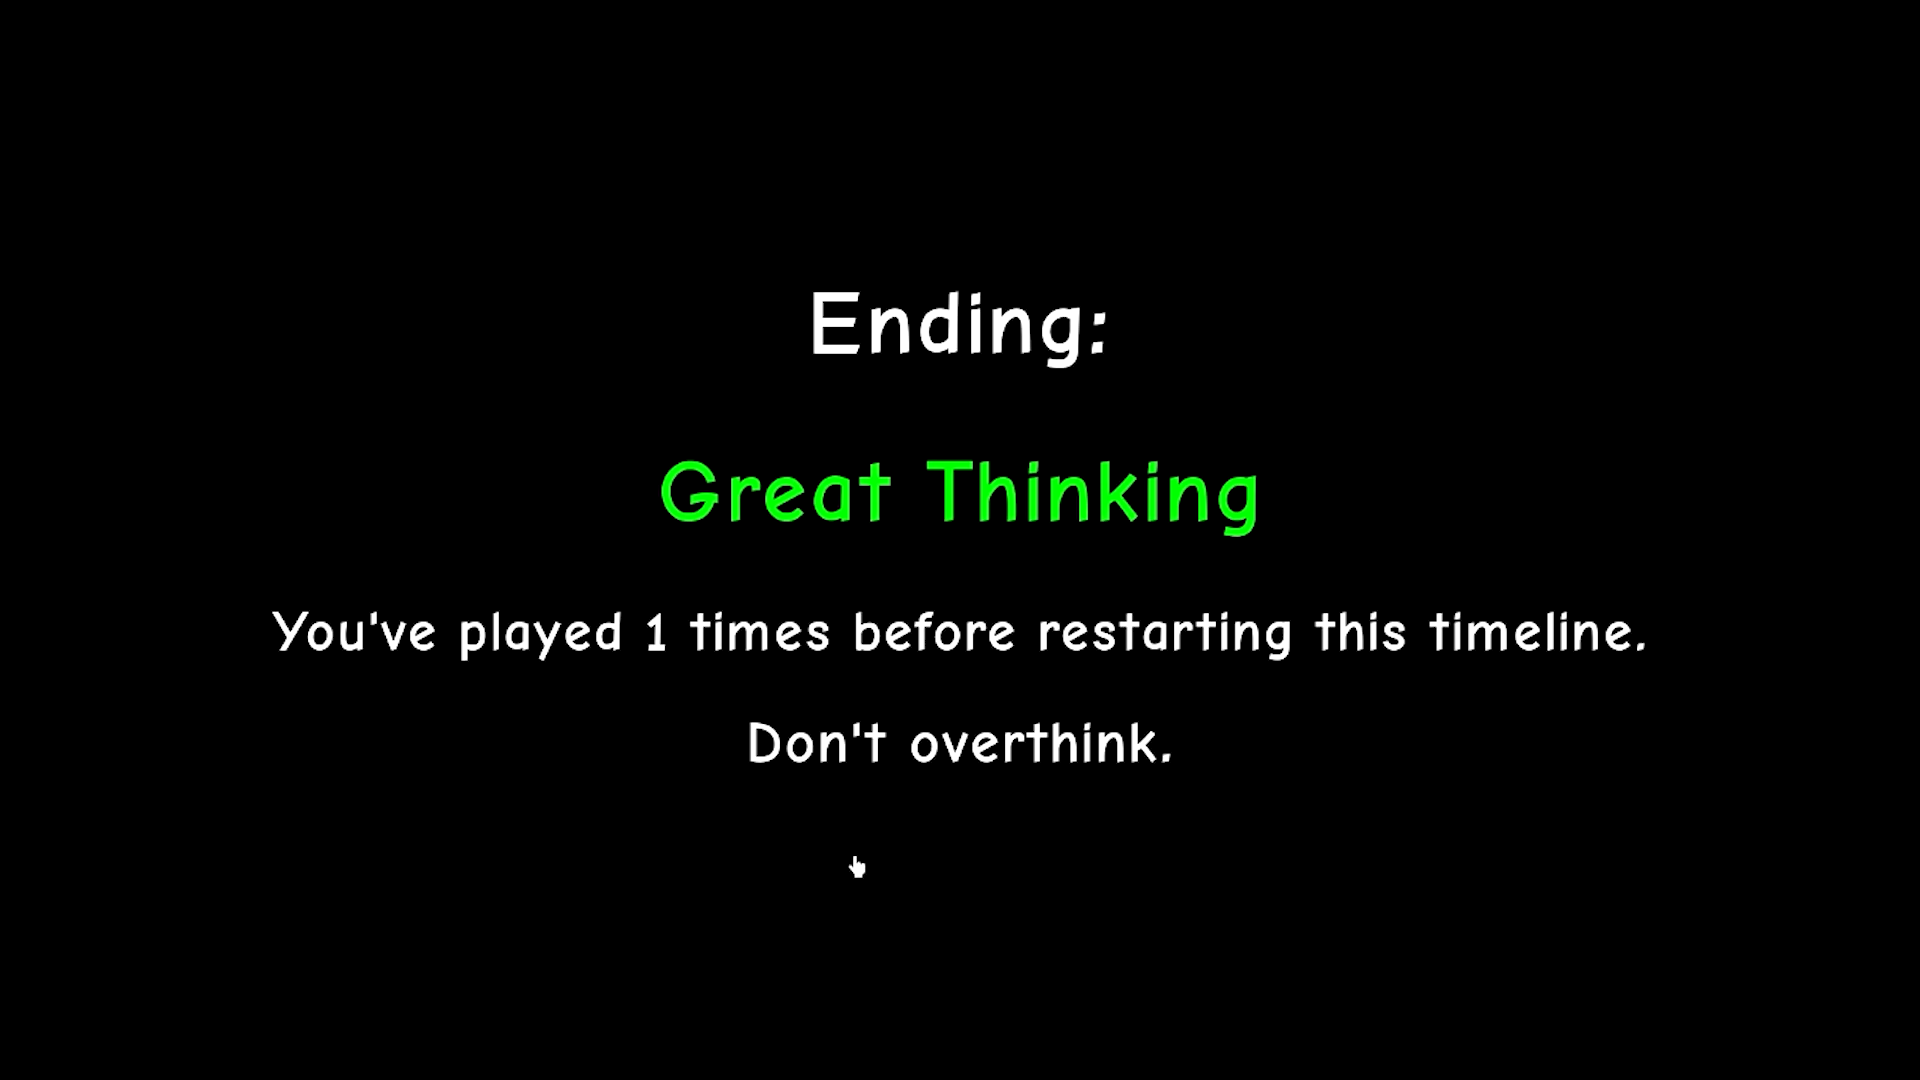 Ending:
Great Thinking
You've played 1 times before restarting this timeline.
Don't overthink.